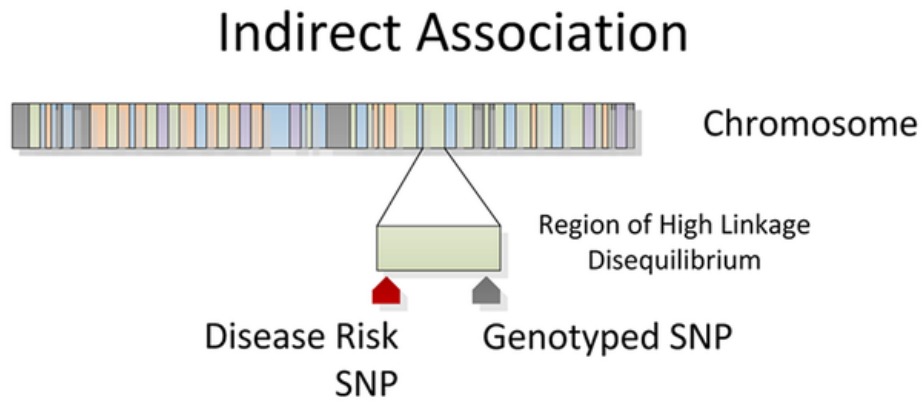 Indirect Association
Chromosome
Region of High Linkage
Disequilibrium
Disease Risk
SNP
Genotyped SNP